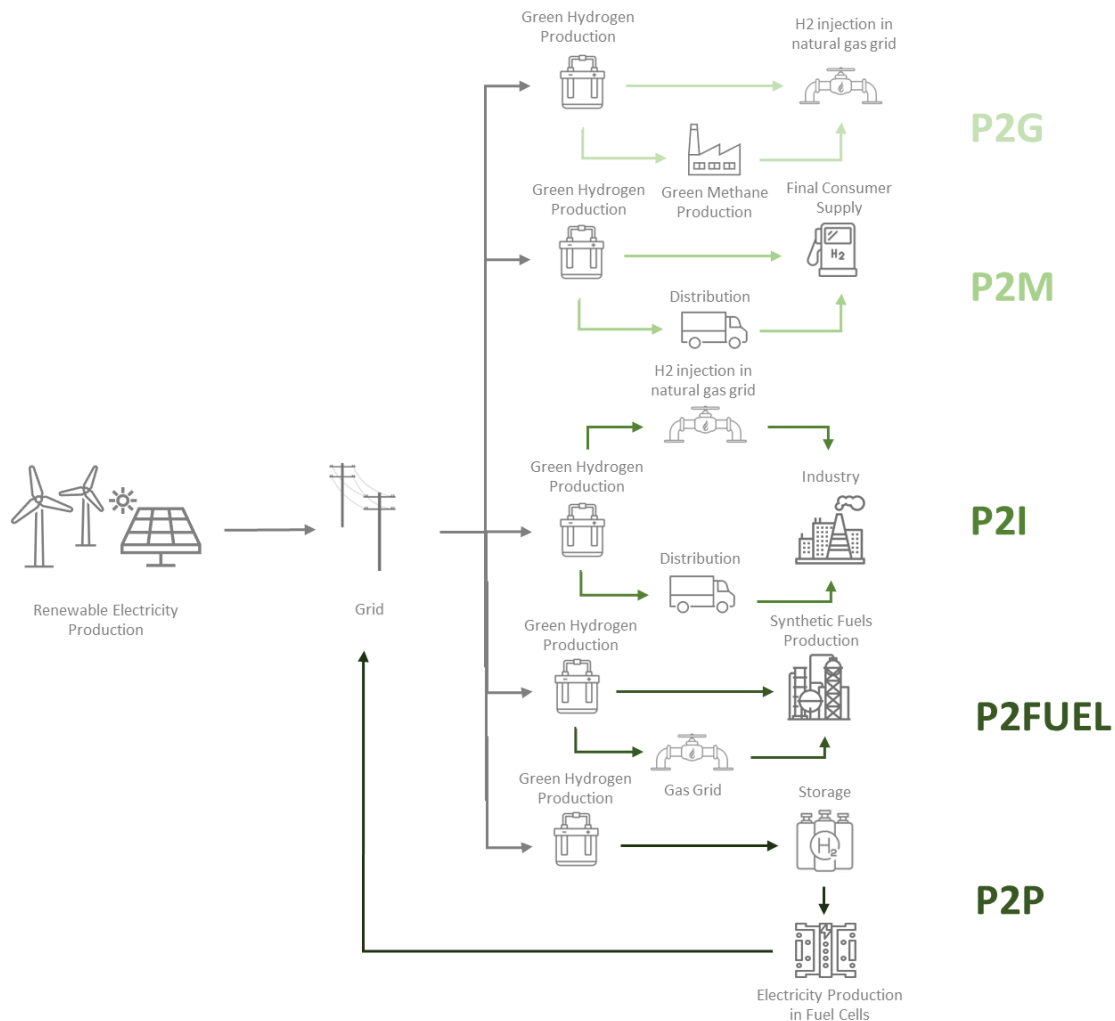 Green Hydrogen
Production
H2 injection in
natural gas grid
P2G
Green Hydrogen
Production
Green Methane
Production
Final Consumer
Supply
H2
P2M
Distribution
H2 injection in
natural gas grid
Green Hydrogen
Production
Industry
P2I
Distribution
Renewable Electricity
Production
Grid
Green Hydrogen
Production
Synthetic Fuels
Production
P2FUEL
Gas Grid
Green Hydrogen
Production
Storage
H2
P2P
Electricity Production
in Fuel Cells